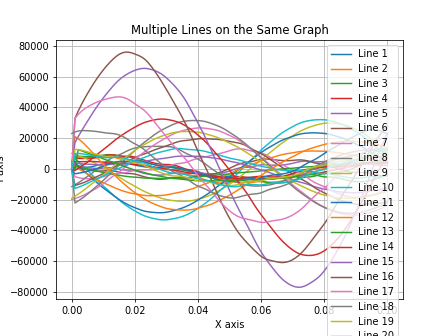 Multiple Lines on the Same Graph
80000
60000
40000
20000
0
−20000
−40000
−60000
−80000
0.00
0.02
0.04
0.06
X axis
Line 1
Line 2
Line 3
Line 4
Line 5
Line 6
Line 7
Line 8
Line 9
Line 10
Line 11
Line 12
Line 13
Line 14
Line 15
Line 16
Line 17
Line 18
Line 19